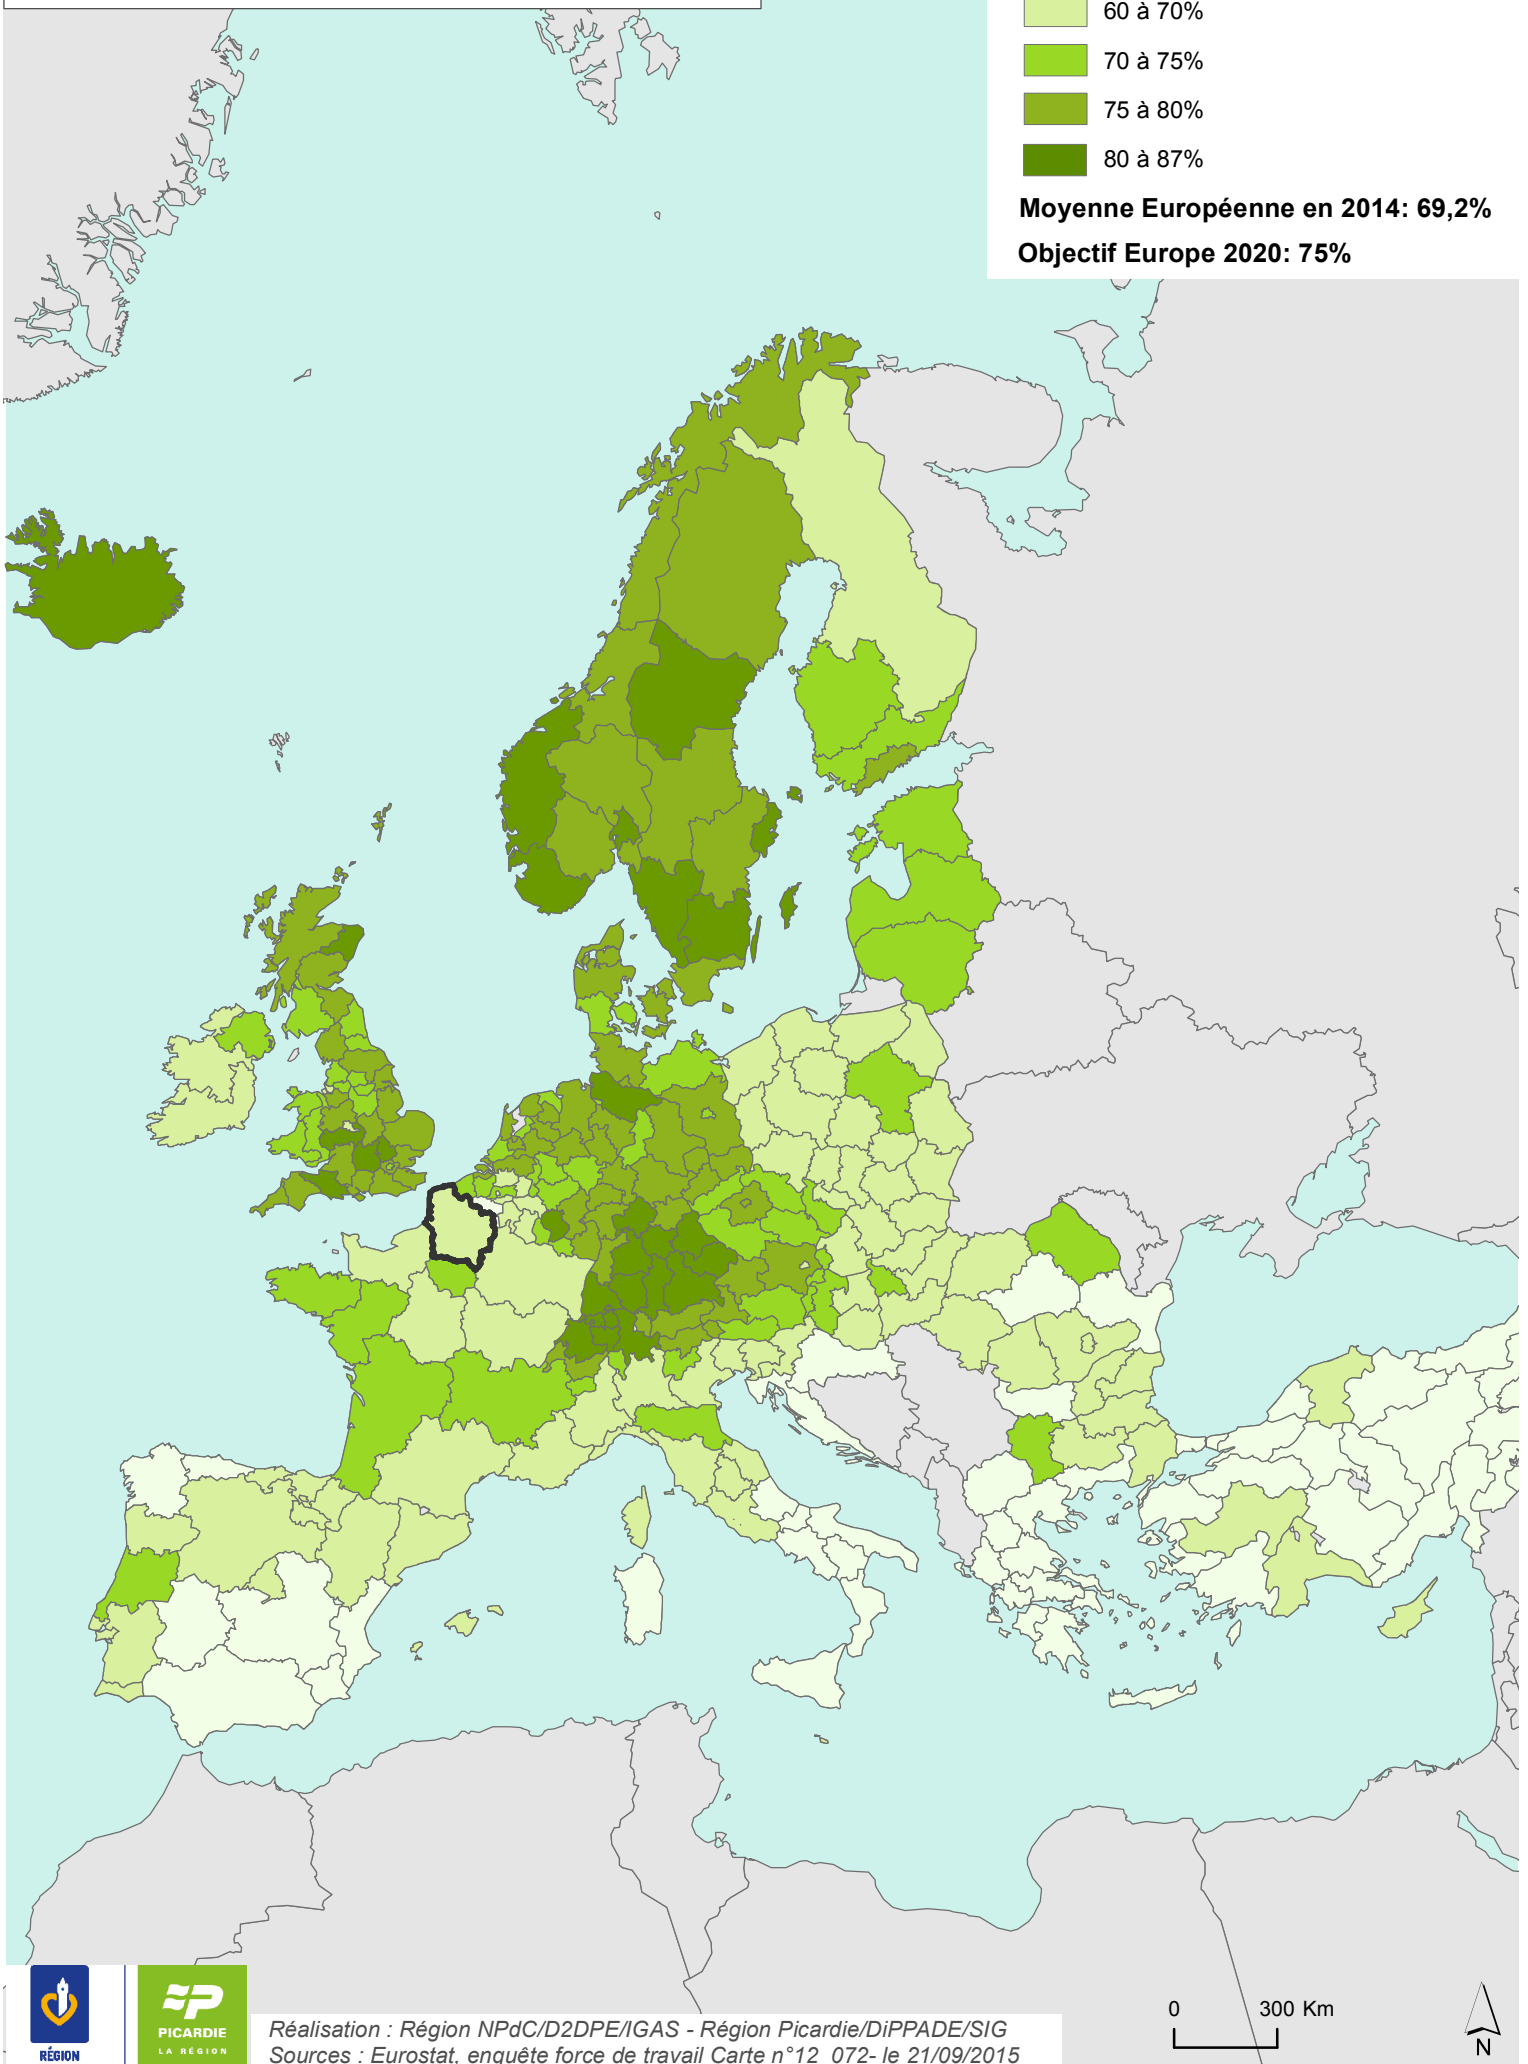 60 à 70%
70 à 75%
75 à 80%
80 à 87%
Moyenne Européenne en 2014: 69,2%
Objectif Europe 2020: 75%
0 300 Km
N
RÉGION
PICARDIE
LA RÉGION
Réalisation : Région NPdC/D2DPE/IGAS - Région Picardie/DiPPADE/SIG
Sources : Eurostat, enquête force de travail Carte n°12_072- le 21/09/2015